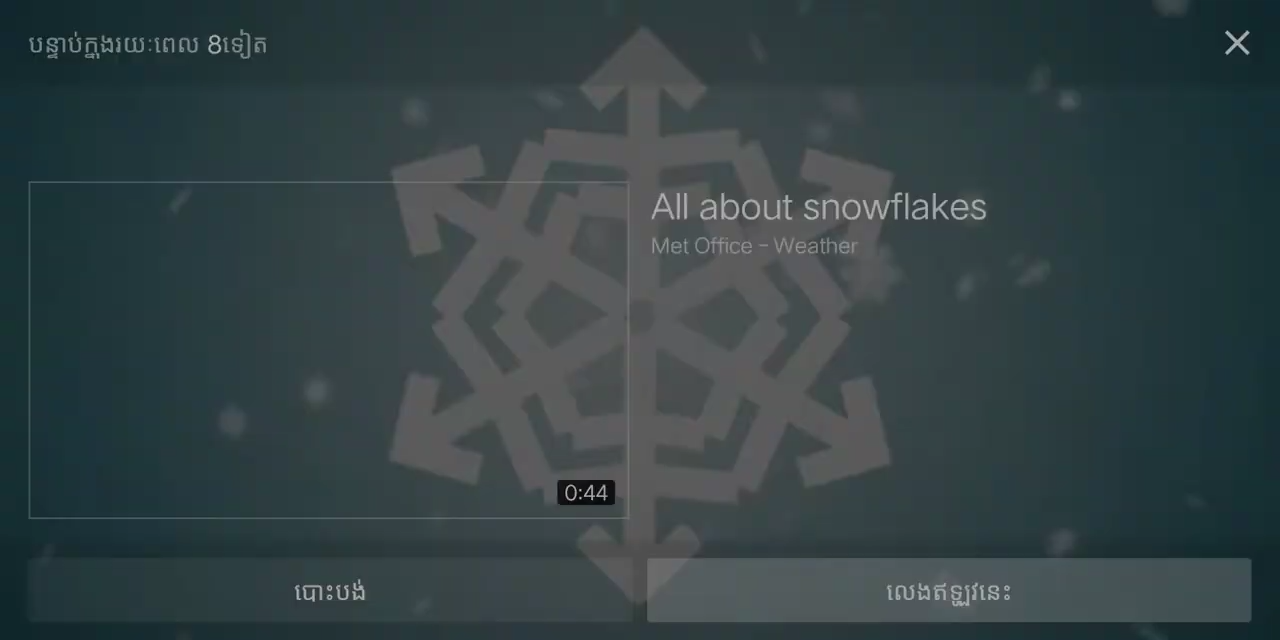 បន្ទាប់ក្នុងរយៈពេល 8ទៀត
All about snowflakes
Met Office – Weather
0:44
បោះបង់
លេងឥឡូវនេះ